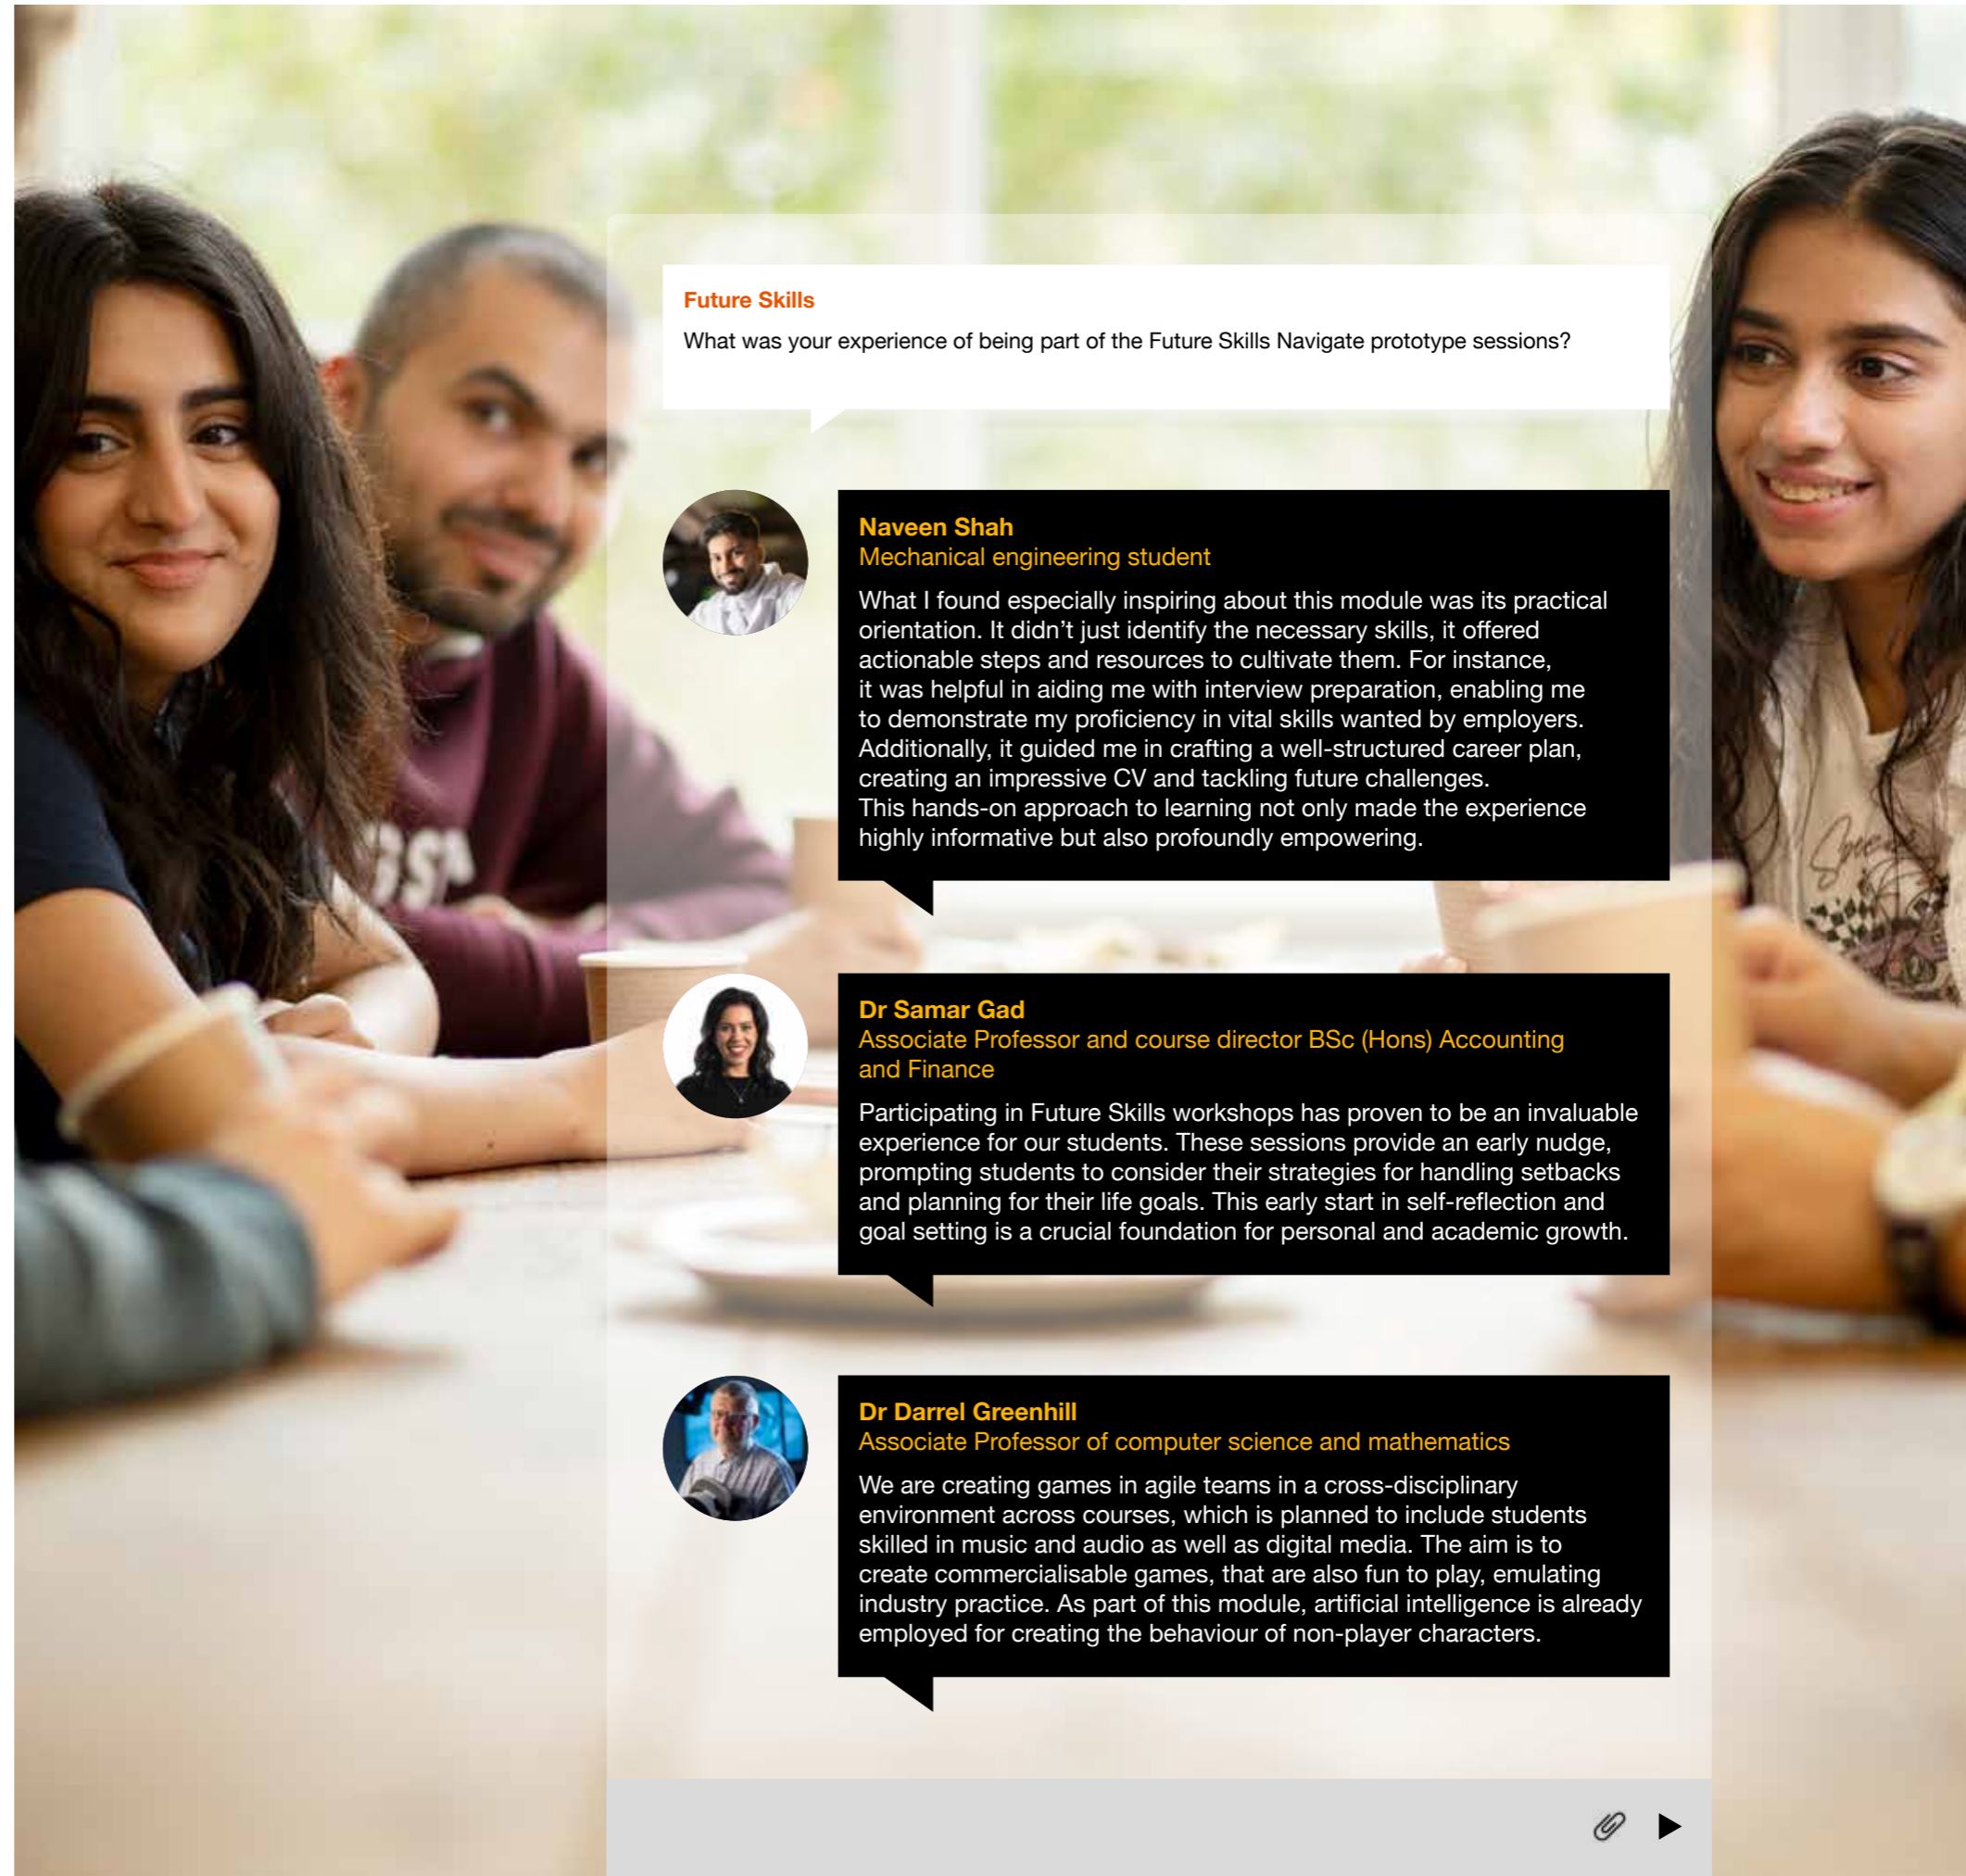 Future Skills
What was your experience of being part of the Future Skills Navigate prototype sessions?
Naveen Shah
Mechanical engineering student
What I found especially inspiring about this module was its practical
orientation. It didn’t just identify the necessary skills, it offered
actionable steps and resources to cultivate them. For instance,
it was helpful in aiding me with interview preparation, enabling me
to demonstrate my proficiency in vital skills wanted by employers.
Additionally, it guided me in crafting a well-structured career plan,
creating an impressive CV and tackling future challenges.
This hands-on approach to learning not only made the experience
highly informative but also profoundly empowering.
Dr Samar Gad
Associate Professor and course director BSc (Hons) Accounting
and Finance
Participating in Future Skills workshops has proven to be an invaluable
experience for our students. These sessions provide an early nudge,
prompting students to consider their strategies for handling setbacks
and planning for their life goals. This early start in self-reflection and
goal setting is a crucial foundation for personal and academic growth.
Dr Darrel Greenhill
Associate Professor of computer science and mathematics
We are creating games in agile teams in a cross-disciplinary
environment across courses, which is planned to include students
skilled in music and audio as well as digital media. The aim is to
create commercialisable games, that are also fun to play, emulating
industry practice. As part of this module, artificial intelligence is already
employed for creating the behaviour of non-player characters.